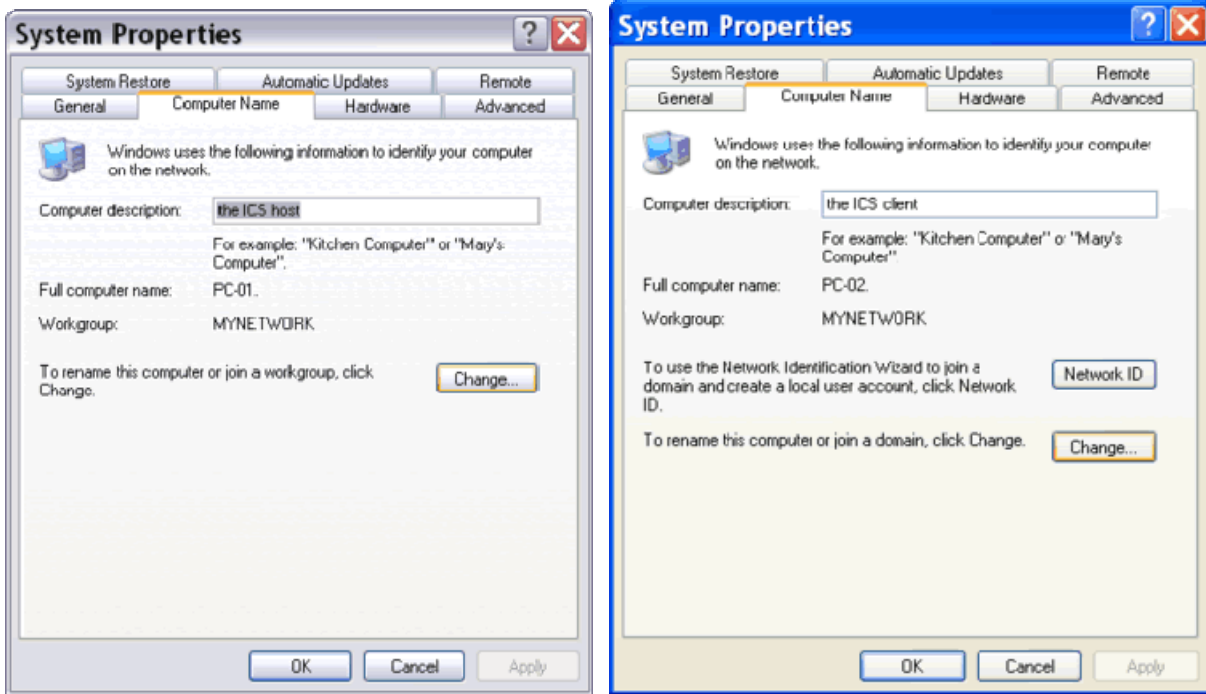 System Properties
?
System Restore Automatic Updates Remote
General Computer Name Hardware Advanced
Windows uses the following information to identify your computer
on the network.
Computer description: the ICS host
For example: "Kitchen Computer" or "Mary's
Computer".
Full computer name: PC-01.
Workgroup: MYNETWORK
To rename this computer or join a workgroup, click
Change.
Change...
OK Cancel Apply
System Properties
?
System Restore Automatic Updates Remote
General Computer Name Hardware Advanced
Windows uses the following information to identify your computer
on the network.
Computer description: the ICS client
For example: "Kitchen Computer" or "Mary's
Computer".
Full computer name: PC-02.
Workgroup: MYNETWORK
To use the Network Identification Wizard to join a
domain and create a local user account, click Network
ID.
Network ID
To rename this computer or join a domain, click Change.
Change...
OK Cancel Apply